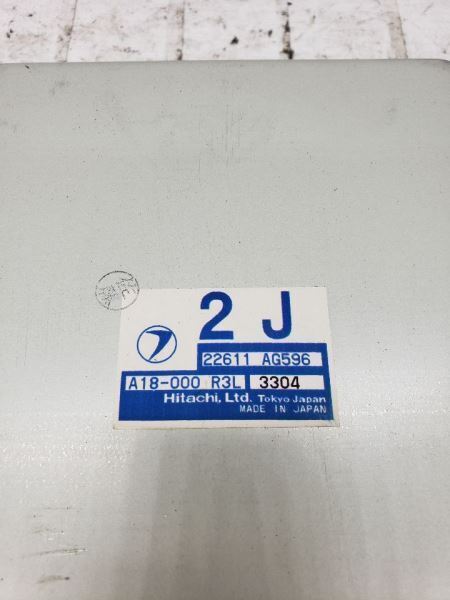 2 J
22611 AG596
A18-000 R3L 3304
Hitachi, Ltd. Tokyo Japan
MADE IN JAPAN